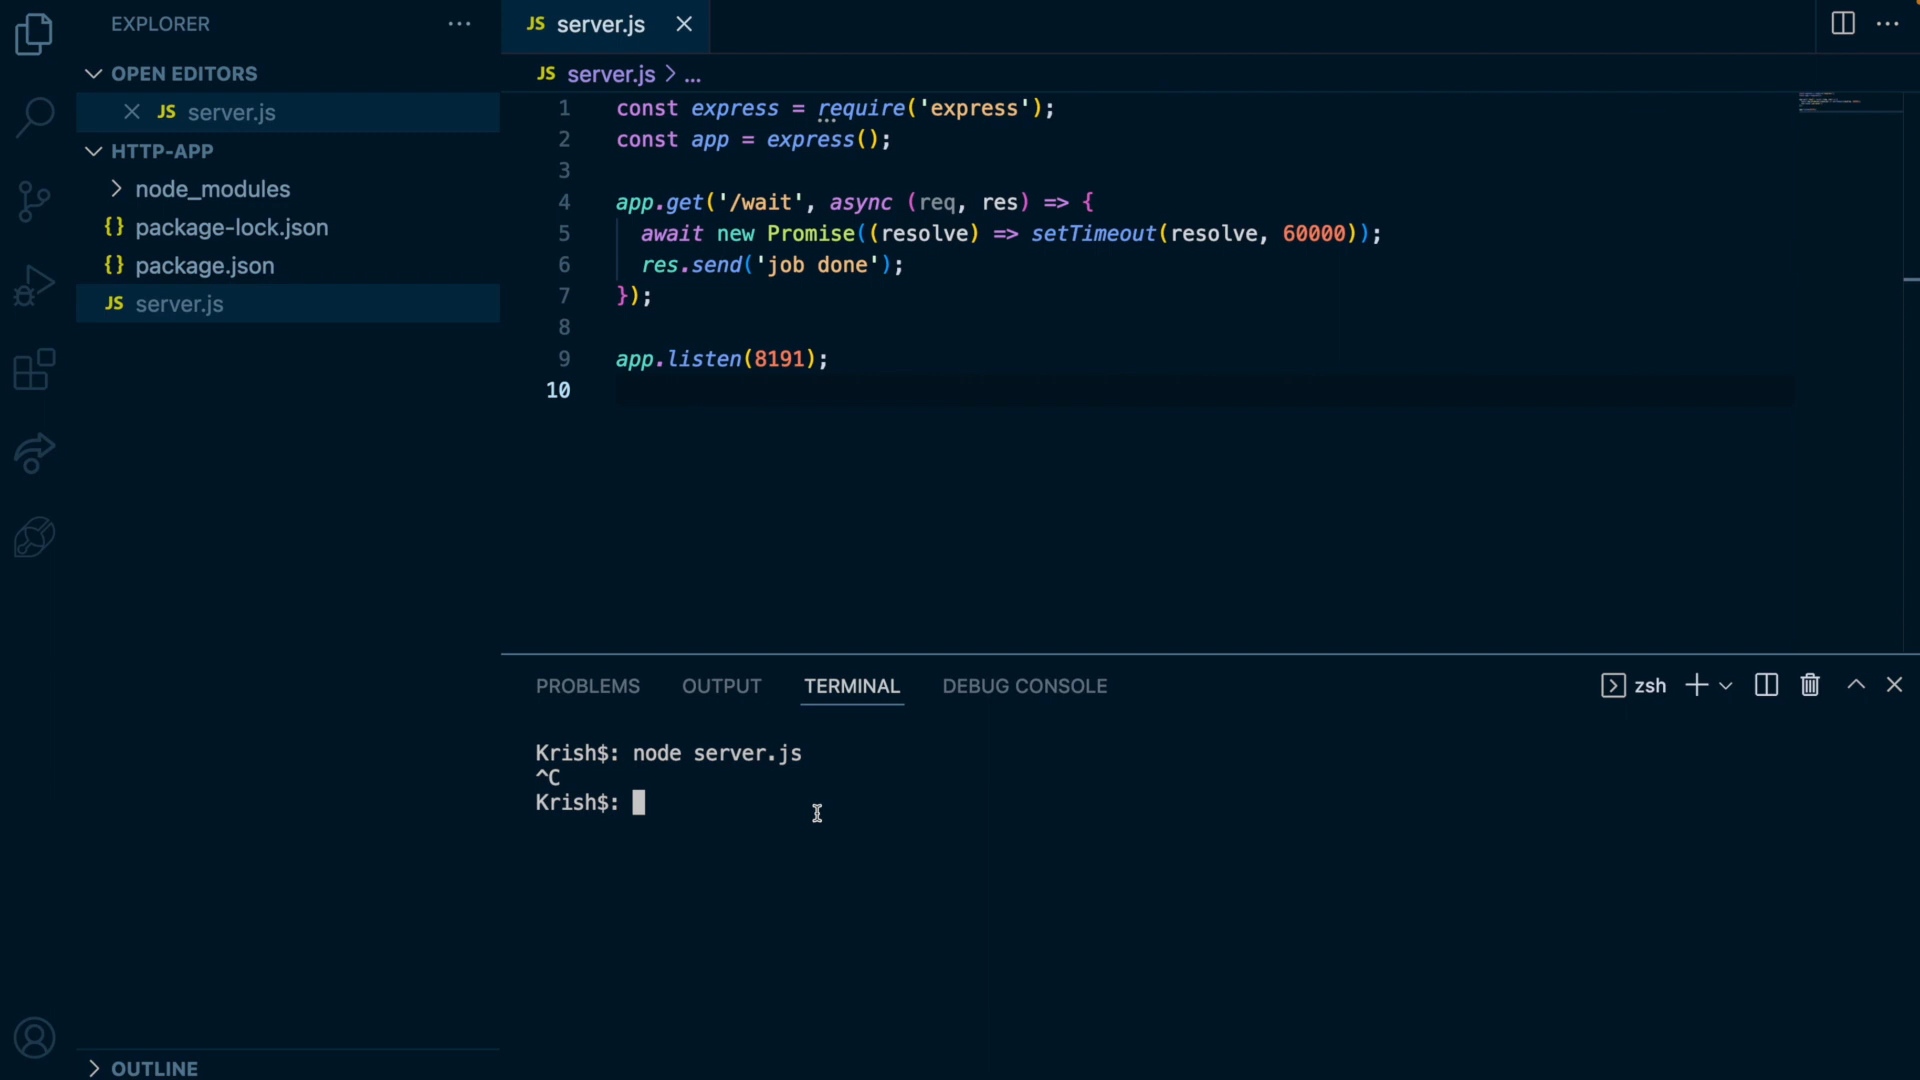 EXPLORER
OPEN EDITORS
JS server.js
HTTP-APP
node_modules
{} package-lock.json
{} package.json
JS server.js
OUTLINE
JS server.js
JS server.js > ...
1 const express = require('express');
2 const app = express();
3
4 app.get('/wait', async (req, res) => {
5 await new Promise((resolve) => setTimeout(resolve, 60000));
6 res.send('job done');
7 });
8
9 app.listen(8191);
10
PROBLEMS OUTPUT TERMINAL DEBUG CONSOLE zsh
Krish$: node server.js
^C
Krish$: